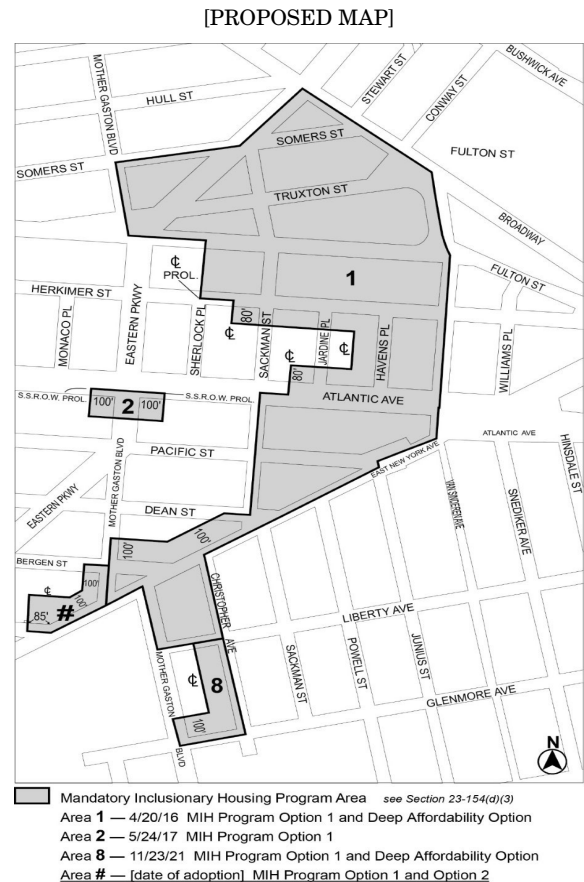 [PROPOSED MAP]
MOTHER GASTON BLVD
HULL ST
STEWART ST
CONWAY ST
BUSHWICK AVE
SOMERS ST
SOMERS ST
FULTON ST
TRUXTON ST
BROADWAY
℄
PROL.
1
FULTON ST
HERKIMER ST
MONACO PL
EASTERN PKWY
SHERLOCK PL
80'
SACKMAN ST
℄
℄
JARDINE PL
℄
HAVENS PL
WILLIAMS PL
80'
S.S.R.O.W. PROL.
100'
2
100'
S.S.R.O.W. PROL.
ATLANTIC AVE
ATLANTIC AVE
HINSDALE ST
PACIFIC ST
EAST NEW YORK AVE
MOTHER GASTON BLVD
EASTERN PKWY
VAN SINDEREN AVE
SNEDIKER AVE
DEAN ST
100'
100'
BERGEN ST
℄
100'
100'
85'
#
CHRISTOPHER AVE
LIBERTY AVE
MOTHER GASTON BLVD
℄
8
100'
SACKMAN ST
POWELL ST
JUNIUS ST
GLENMORE AVE
N
Mandatory Inclusionary Housing Program Area see Section 23-154(d)(3)
Area 1 — 4/20/16 MIH Program Option 1 and Deep Affordability Option
Area 2 — 5/24/17 MIH Program Option 1
Area 8 — 11/23/21 MIH Program Option 1 and Deep Affordability Option
Area # — [date of adoption] MIH Program Option 1 and Option 2